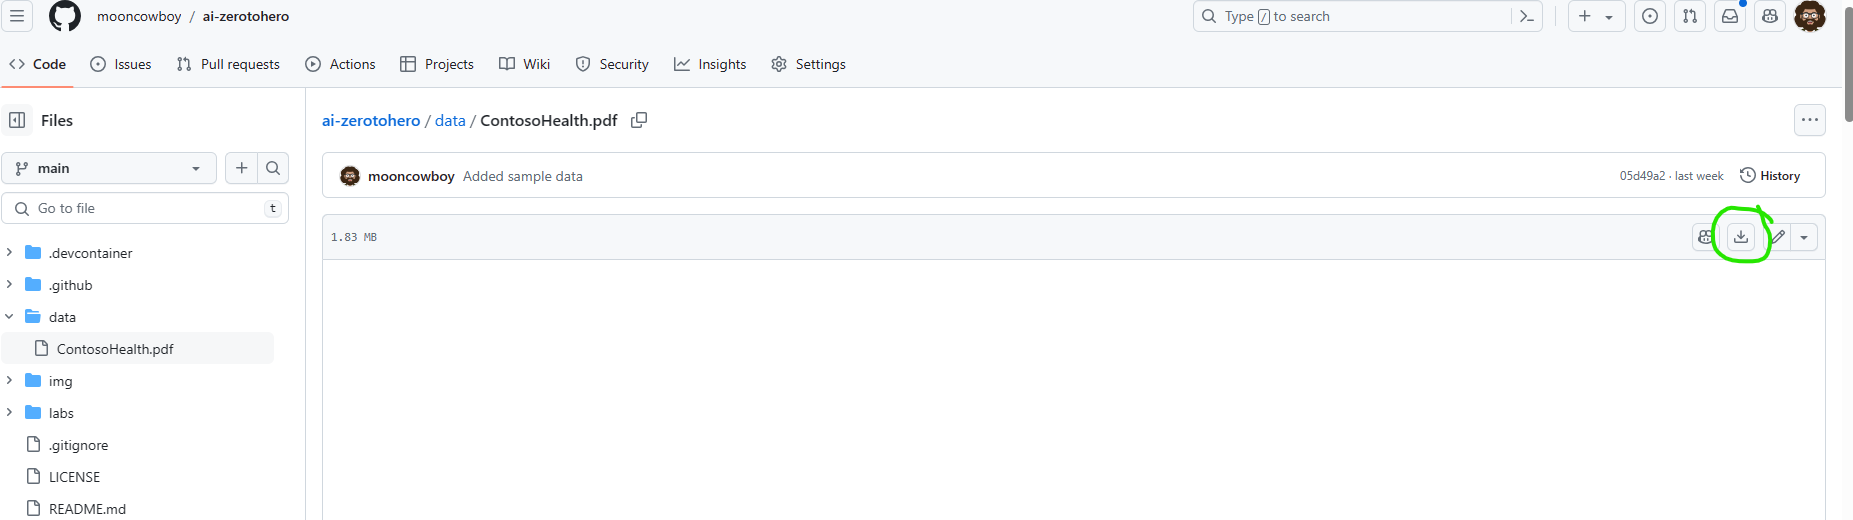 mooncowboy / ai-zerotohero
Type / to search
Code
Issues
Pull requests
Actions
Projects
Wiki
Security
Insights
Settings
Files
main
Go to file
t
.devcontainer
.github
data
ContosoHealth.pdf
img
labs
.gitignore
LICENSE
README.md
ai-zerotohero / data / ContosoHealth.pdf
mooncowboy Added sample data
05d49a2 · last week
History
1.83 MB